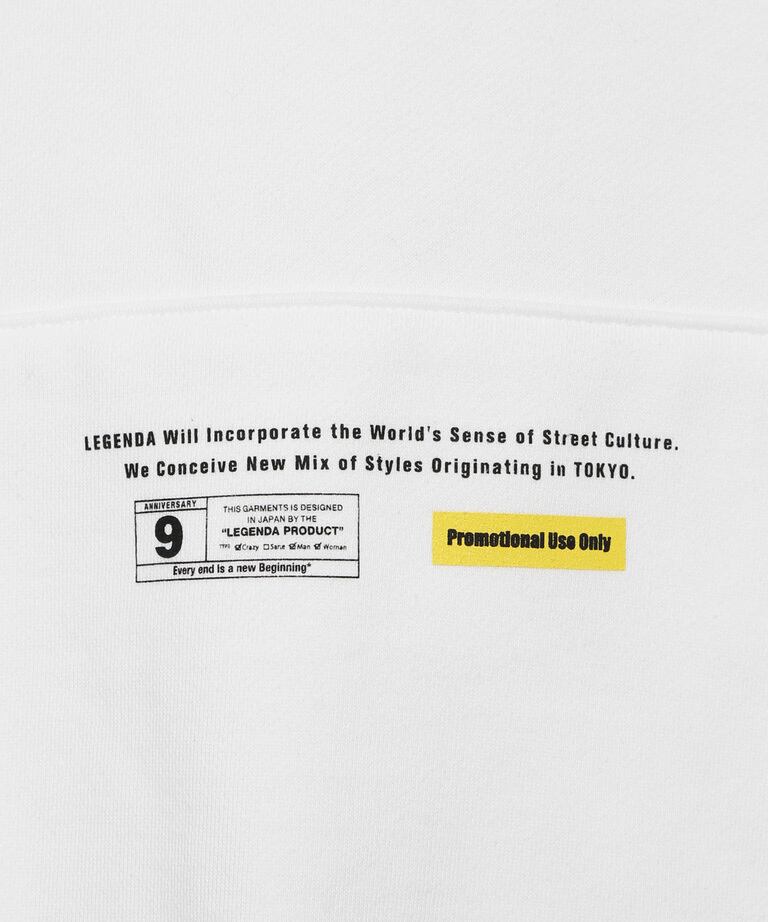 LEGENDA Will Incorporate the World's Sense of Street Culture.
We Conceive New Mix of Styles Originating in TOKYO.
ANNIVERSARY
9
THIS GARMENTS IS DESIGNED
IN JAPAN BY THE
"LEGENDA PRODUCT"
TYPE ☑Crazy ☐Sane ☑Man ☑Woman
Every end is a new Beginning*
Promotional Use Only